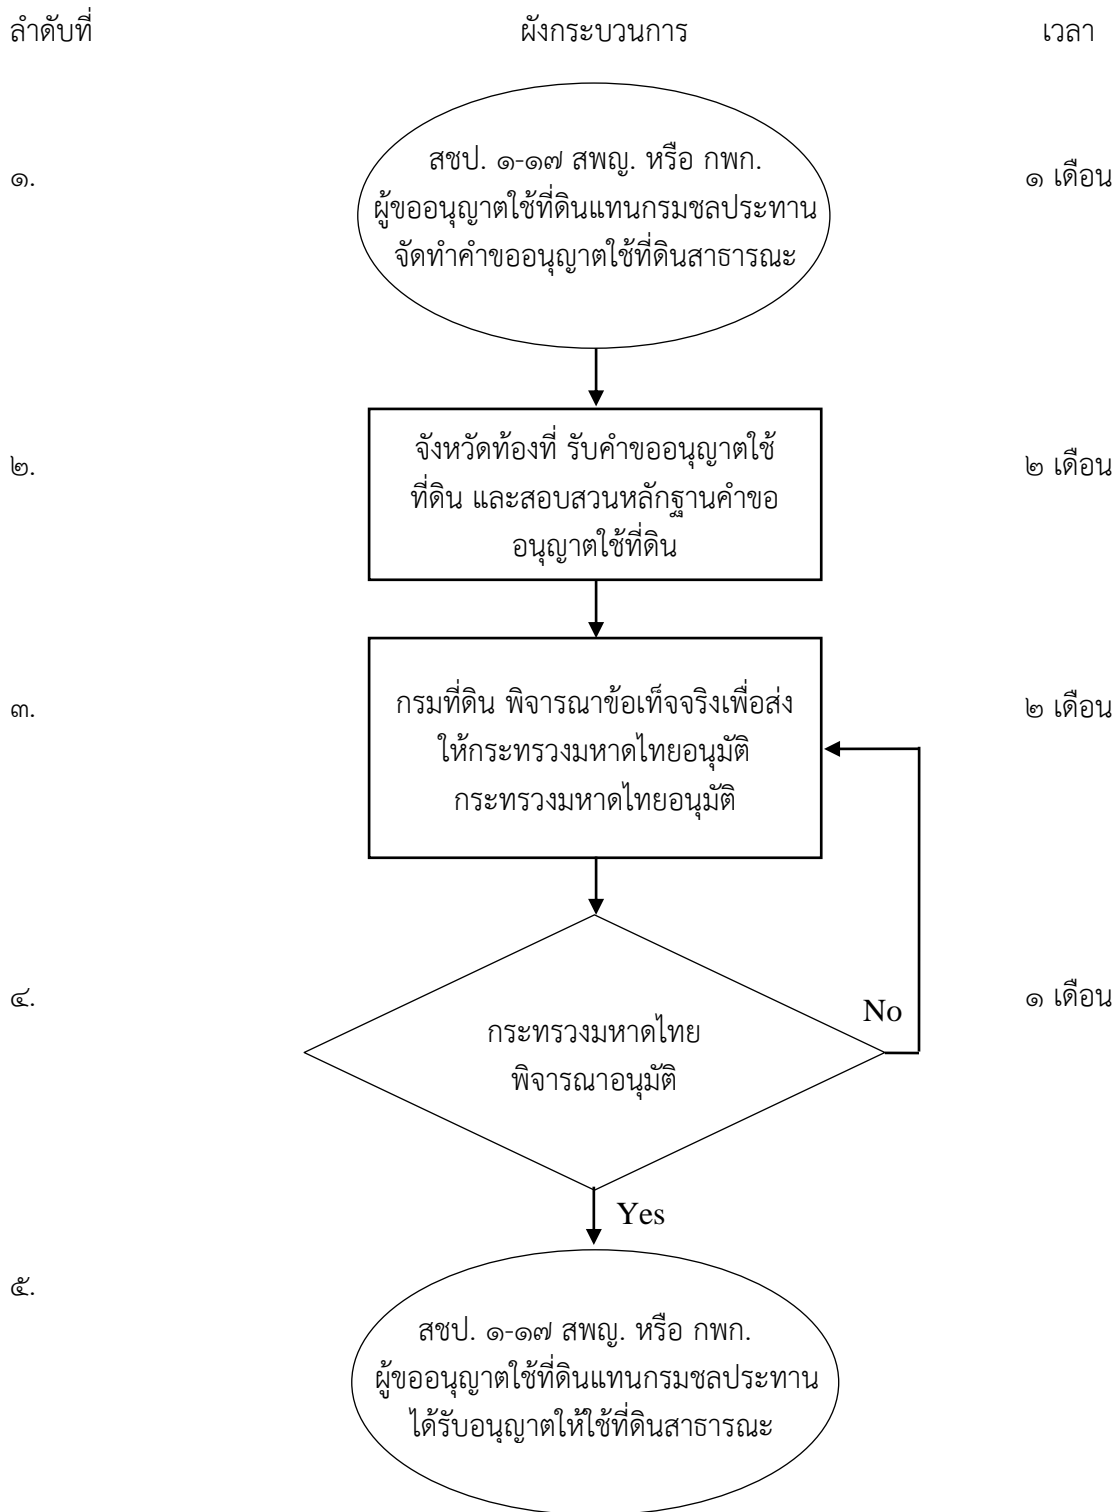 ลำดับที่ ผังกระบวนการ เวลา
๑. ๑ เดือน
สชป. ๑-๑๗ สพญ. หรือ กพก.
ผู้ขออนุญาตใช้ที่ดินแทนกรมชลประทาน
จัดทำคำขออนุญาตใช้ที่ดินสาธารณะ
๒. ๒ เดือน
จังหวัดท้องที่ รับคำขออนุญาตใช้
ที่ดิน และสอบสวนหลักฐานคำขอ
อนุญาตใช้ที่ดิน
๓. ๒ เดือน
กรมที่ดิน พิจารณาข้อเท็จจริงเพื่อส่ง
ให้กระทรวงมหาดไทยอนุมัติ
กระทรวงมหาดไทยอนุมัติ
๔. ๑ เดือน
No
กระทรวงมหาดไทย
พิจารณาอนุมัติ
Yes
๕.
สชป. ๑-๑๗ สพญ. หรือ กพก.
ผู้ขออนุญาตใช้ที่ดินแทนกรมชลประทาน
ได้รับอนุญาตให้ใช้ที่ดินสาธารณะ